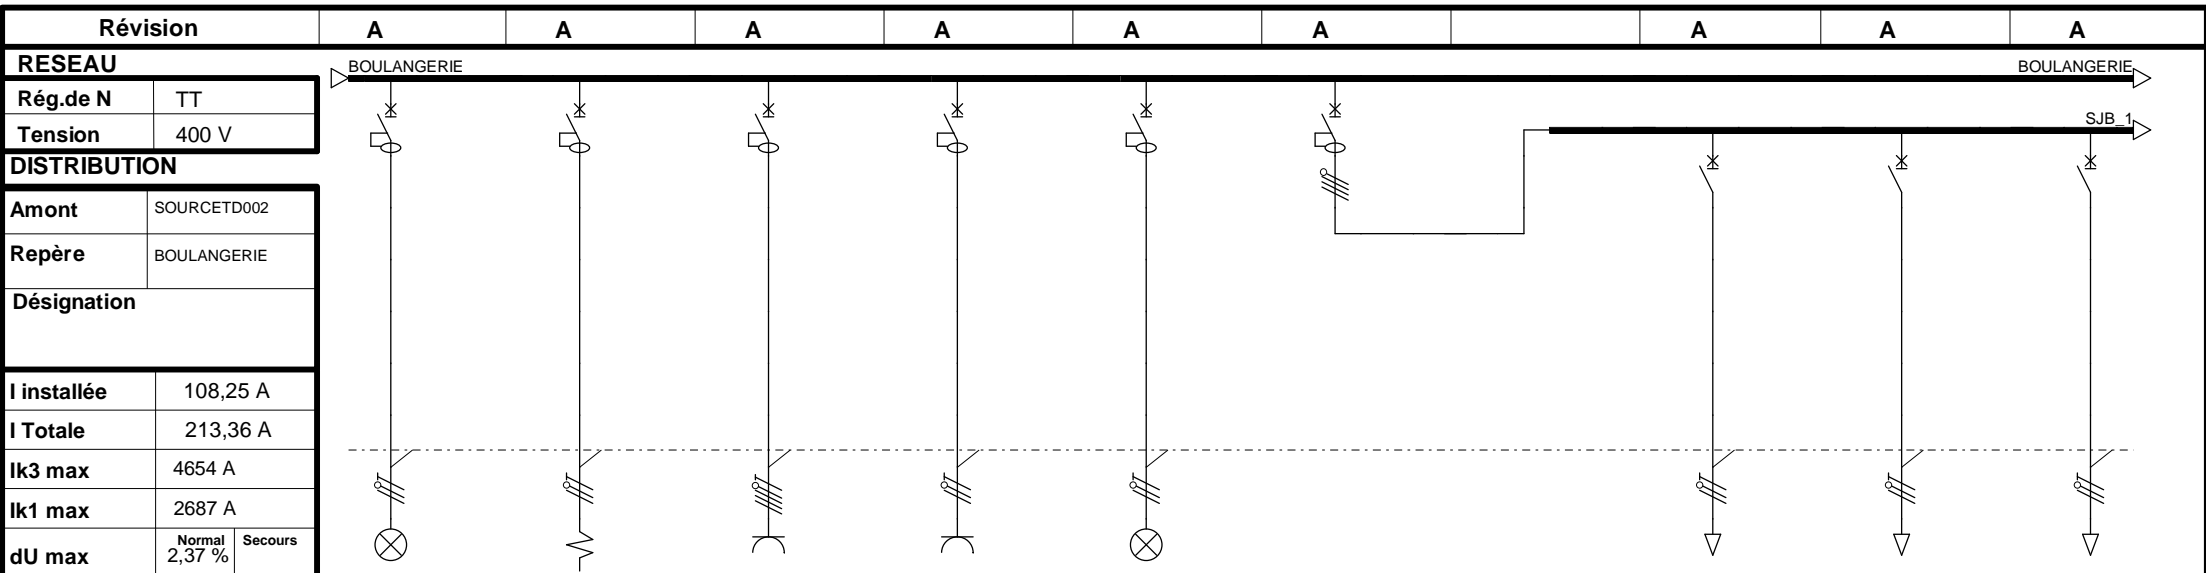 Révision A A A A A A A A A
RESEAU
BOULANGERIE BOULANGERIE
Rég.de N TT
Tension 400 V
SJB_1
DISTRIBUTION
Amont SOURCETD002
Repère BOULANGERIE
Désignation
I installée 108,25 A
I Totale 213,36 A
Ik3 max 4654 A
Ik1 max 2687 A
Normal Secours
dU max 2,37 %